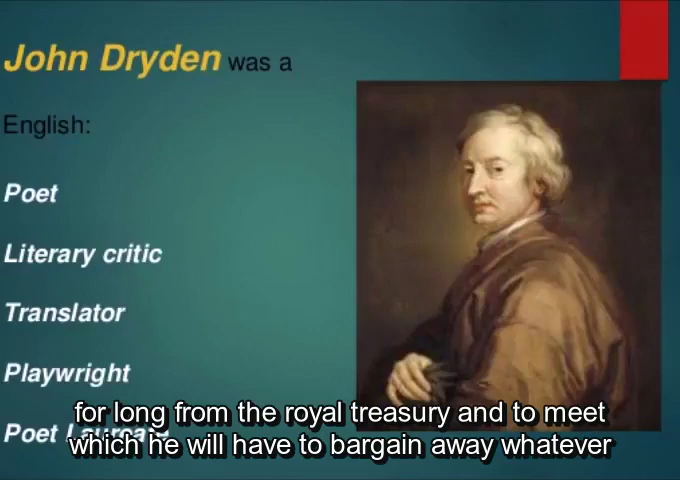 John Dryden was a
English:
Poet
Literary critic
Translator
Playwright
for long from the royal treasury and to meet
Poet Laureate
which he will have to bargain away whatever